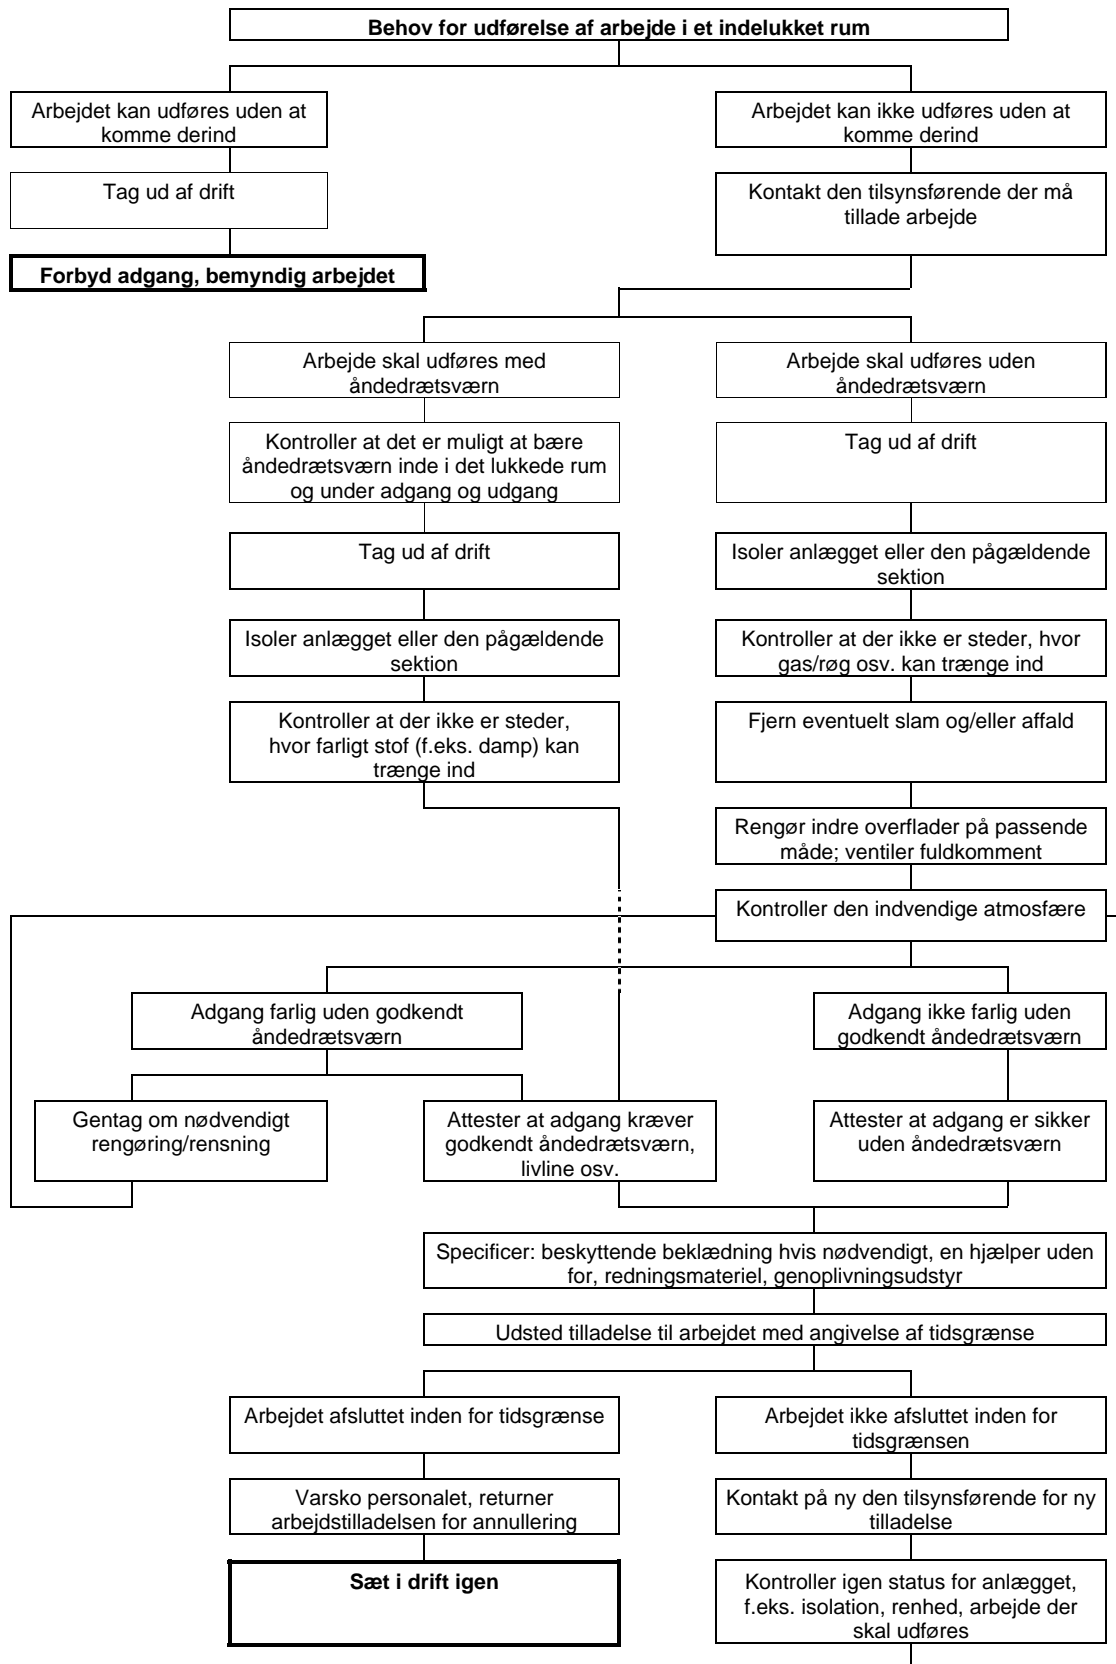 Behov for udførelse af arbejde i et indelukket rum
Arbejdet kan udføres uden at
komme derind
Arbejdet kan ikke udføres uden at
komme derind
Tag ud af drift
Kontakt den tilsynsførende der må
tillade arbejde
Forbyd adgang, bemyndig arbejdet
Arbejde skal udføres med
åndedrætsværn
Arbejde skal udføres uden
åndedrætsværn
Kontroller at det er muligt at bære
åndedrætsværn inde i det lukkede rum
og under adgang og udgang
Tag ud af drift
Tag ud af drift
Isoler anlægget eller den pågældende
sektion
Isoler anlægget eller den pågældende
sektion
Kontroller at der ikke er steder, hvor
gas/røg osv. kan trænge ind
Kontroller at der ikke er steder,
hvor farligt stof (f.eks. damp) kan
trænge ind
Fjern eventuelt slam og/eller affald
Rengør indre overflader på passende
måde; ventiler fuldkomment
Kontroller den indvendige atmosfære
Adgang farlig uden godkendt
åndedrætsværn
Adgang ikke farlig uden
godkendt åndedrætsværn
Gentag om nødvendigt
rengøring/rensning
Attester at adgang kræver
godkendt åndedrætsværn,
livline osv.
Attester at adgang er sikker
uden åndedrætsværn
Specificer: beskyttende beklædning hvis nødvendigt, en hjælper uden
for, redningsmateriel, genoplivningsudstyr
Udsted tilladelse til arbejdet med angivelse af tidsgrænse
Arbejdet afsluttet inden for tidsgrænse
Arbejdet ikke afsluttet inden for
tidsgrænsen
Varsko personalet, returner
arbejdstilladelsen for annullering
Kontakt på ny den tilsynsførende for ny
tilladelse
Sæt i drift igen
Kontroller igen status for anlægget,
f.eks. isolation, renhed, arbejde der
skal udføres